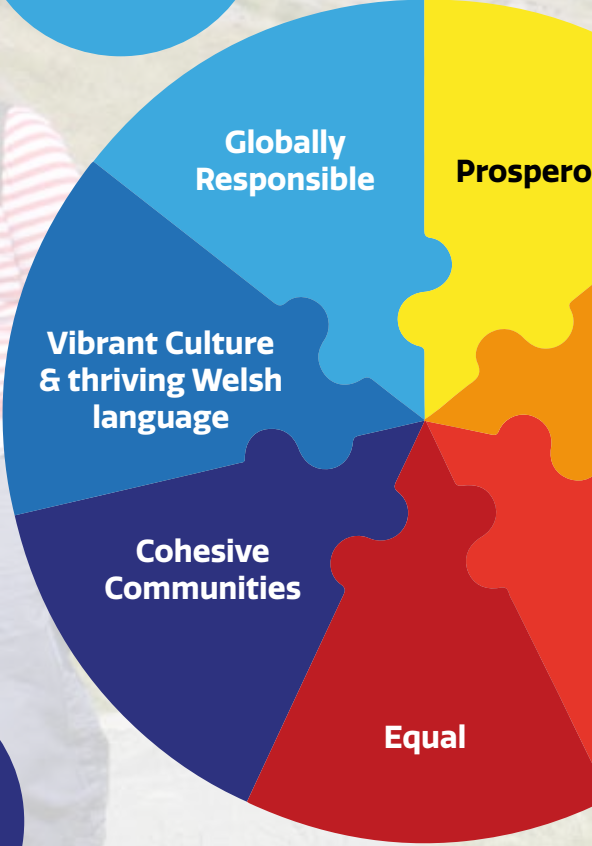 Globally
Responsible
Prospero
Vibrant Culture
& thriving Welsh
language
Cohesive
Communities
Equal